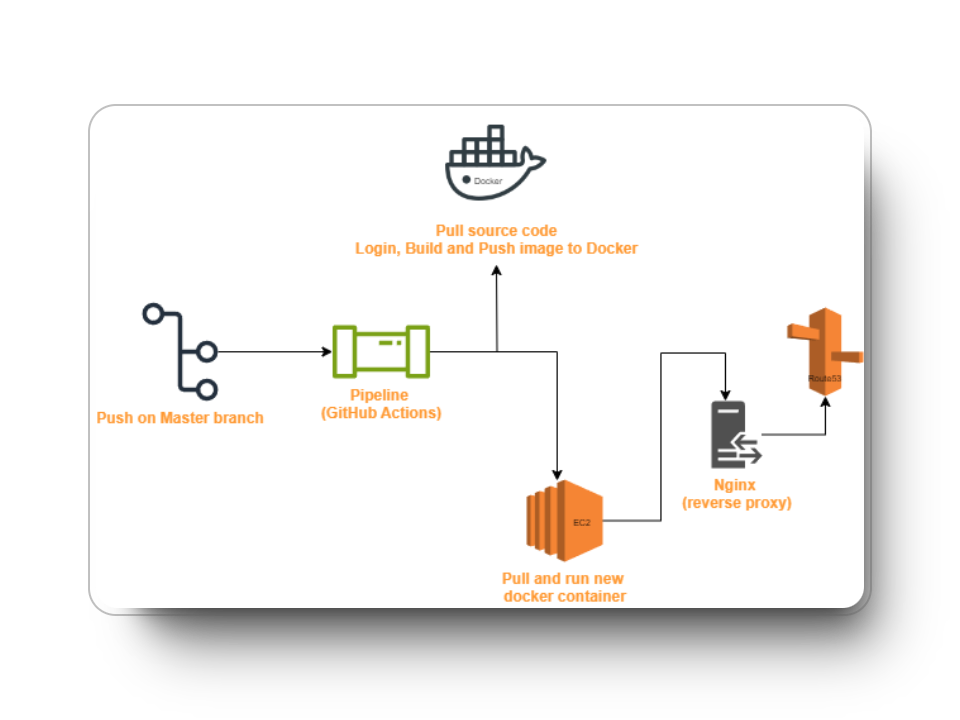 Docker
Pull source code
Login, Build and Push image to Docker
Push on Master branch
Pipeline
(GitHub Actions)
Route53
EC2
Nginx
(reverse proxy)
Pull and run new
docker container